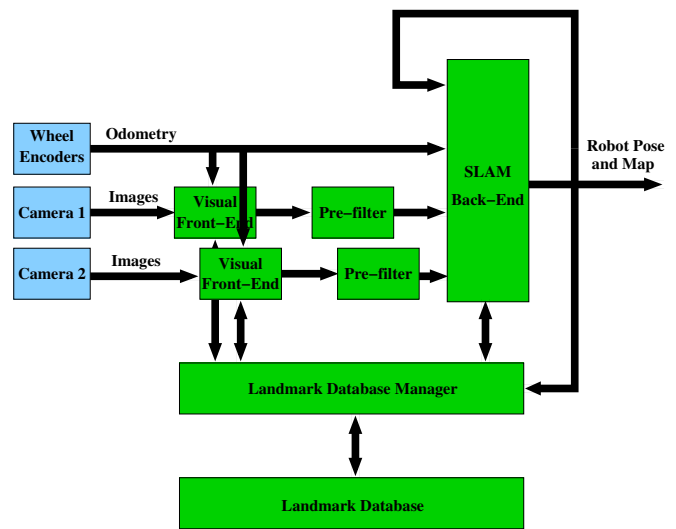 Wheel
Encoders
Odometry
Camera 1
Images
Visual
Front-End
Pre-filter
Camera 2
Images
Visual
Front-End
Pre-filter
SLAM
Back-End
Robot Pose
and Map
Landmark Database Manager
Landmark Database